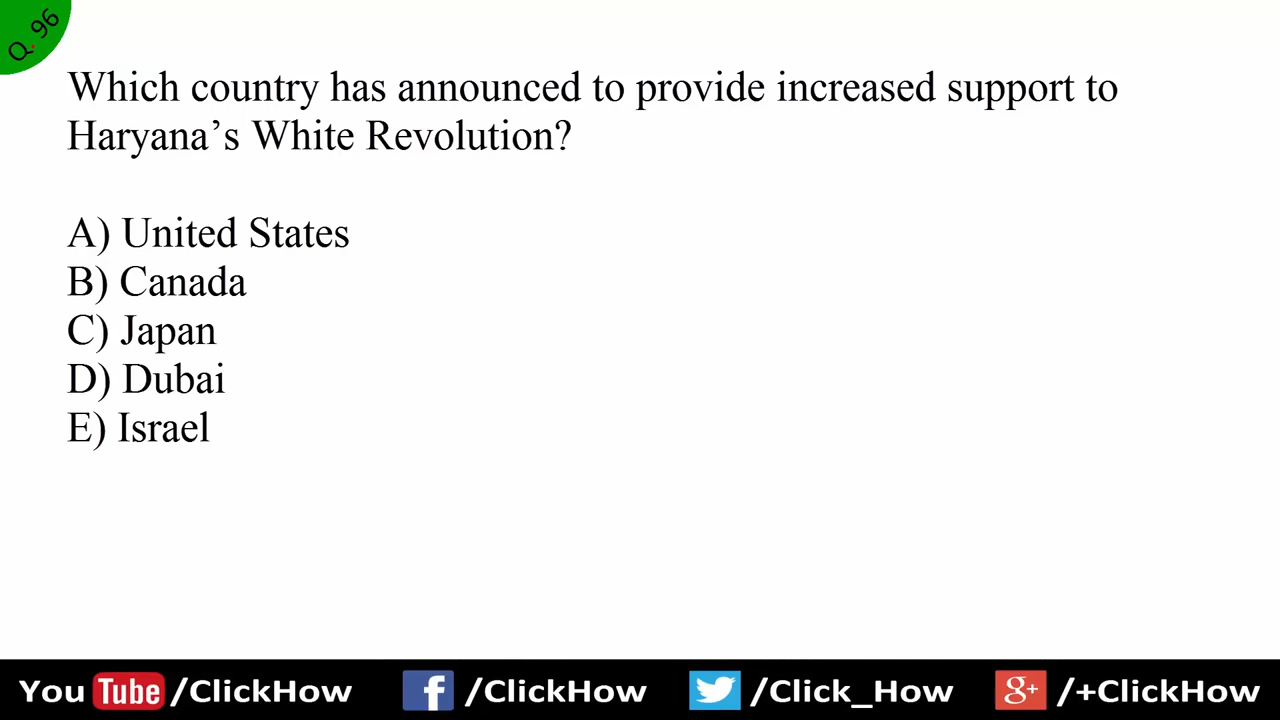 Q. 96
Which country has announced to provide increased support to
Haryana’s White Revolution?
A) United States
B) Canada
C) Japan
D) Dubai
E) Israel
You Tube /ClickHow f /ClickHow /Click_How g+ /+ClickHow